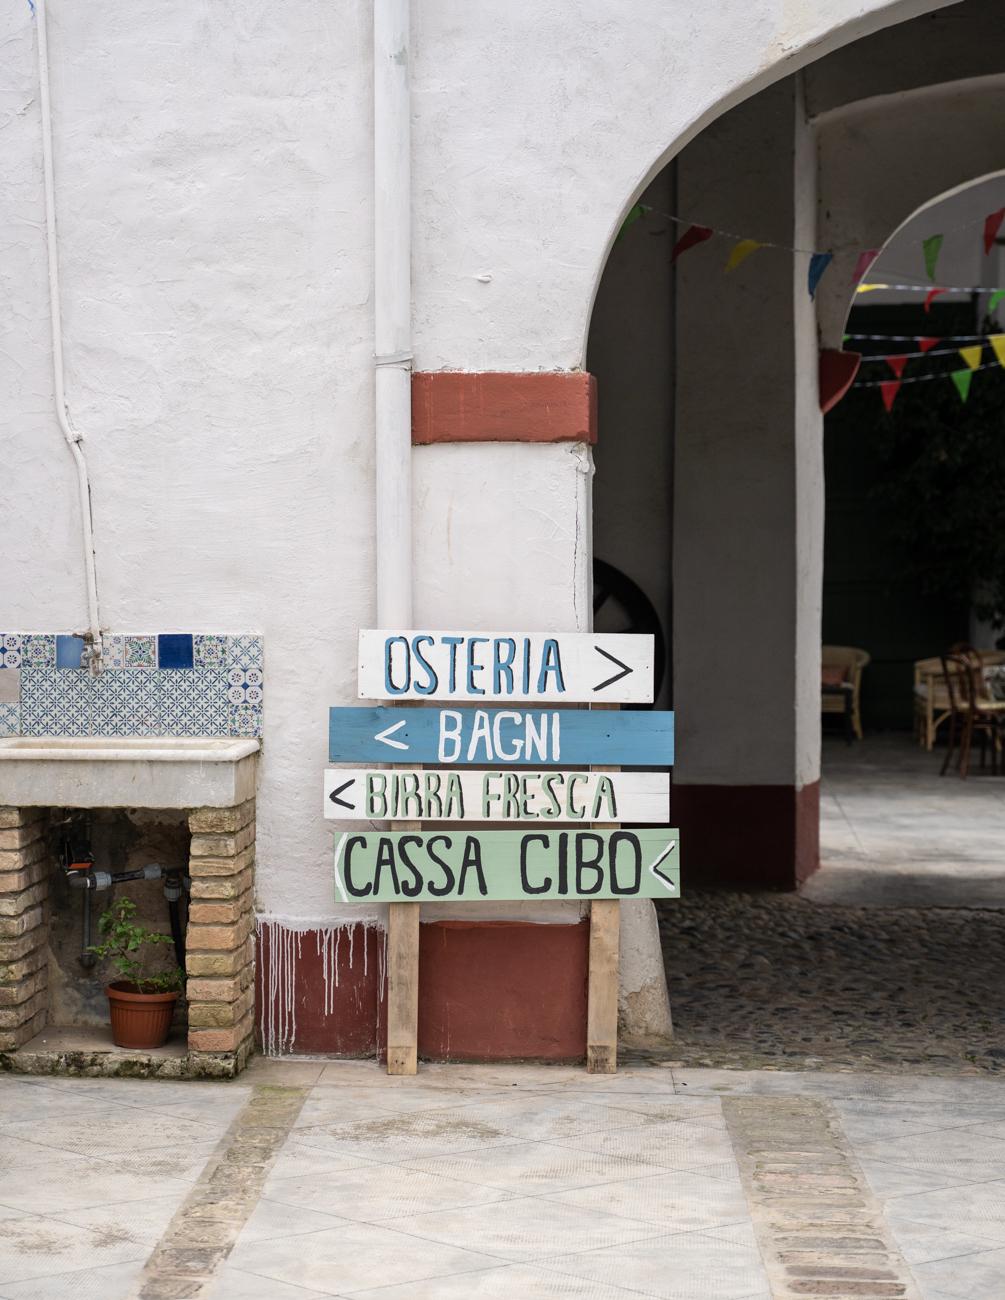 OSTERIA >
< BAGNI
< BIRRA FRESCA
< CASSA CIBO <